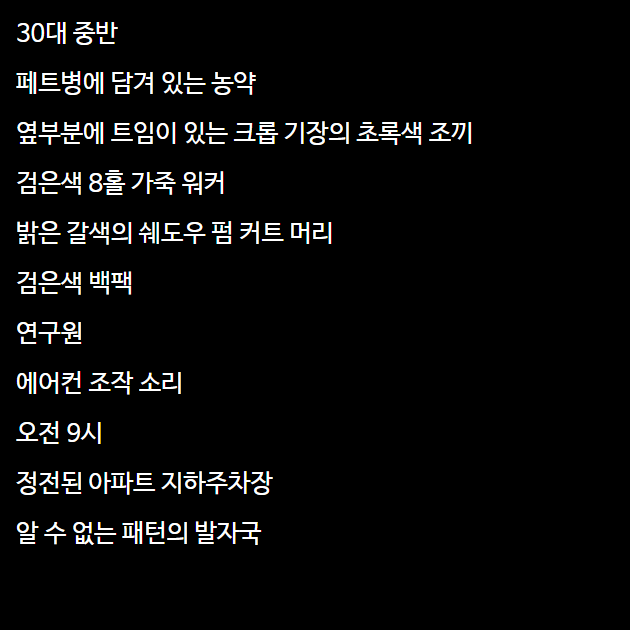 30대 중반
페트병에 담겨 있는 농약
옆부분에 트임이 있는 크롭 기장의 초록색 조끼
검은색 8홀 가죽 워커
밝은 갈색의 쉐도우 펌 커트 머리
검은색 백팩
연구원
에어컨 조작 소리
오전 9시
정전된 아파트 지하주차장
알 수 없는 패턴의 발자국